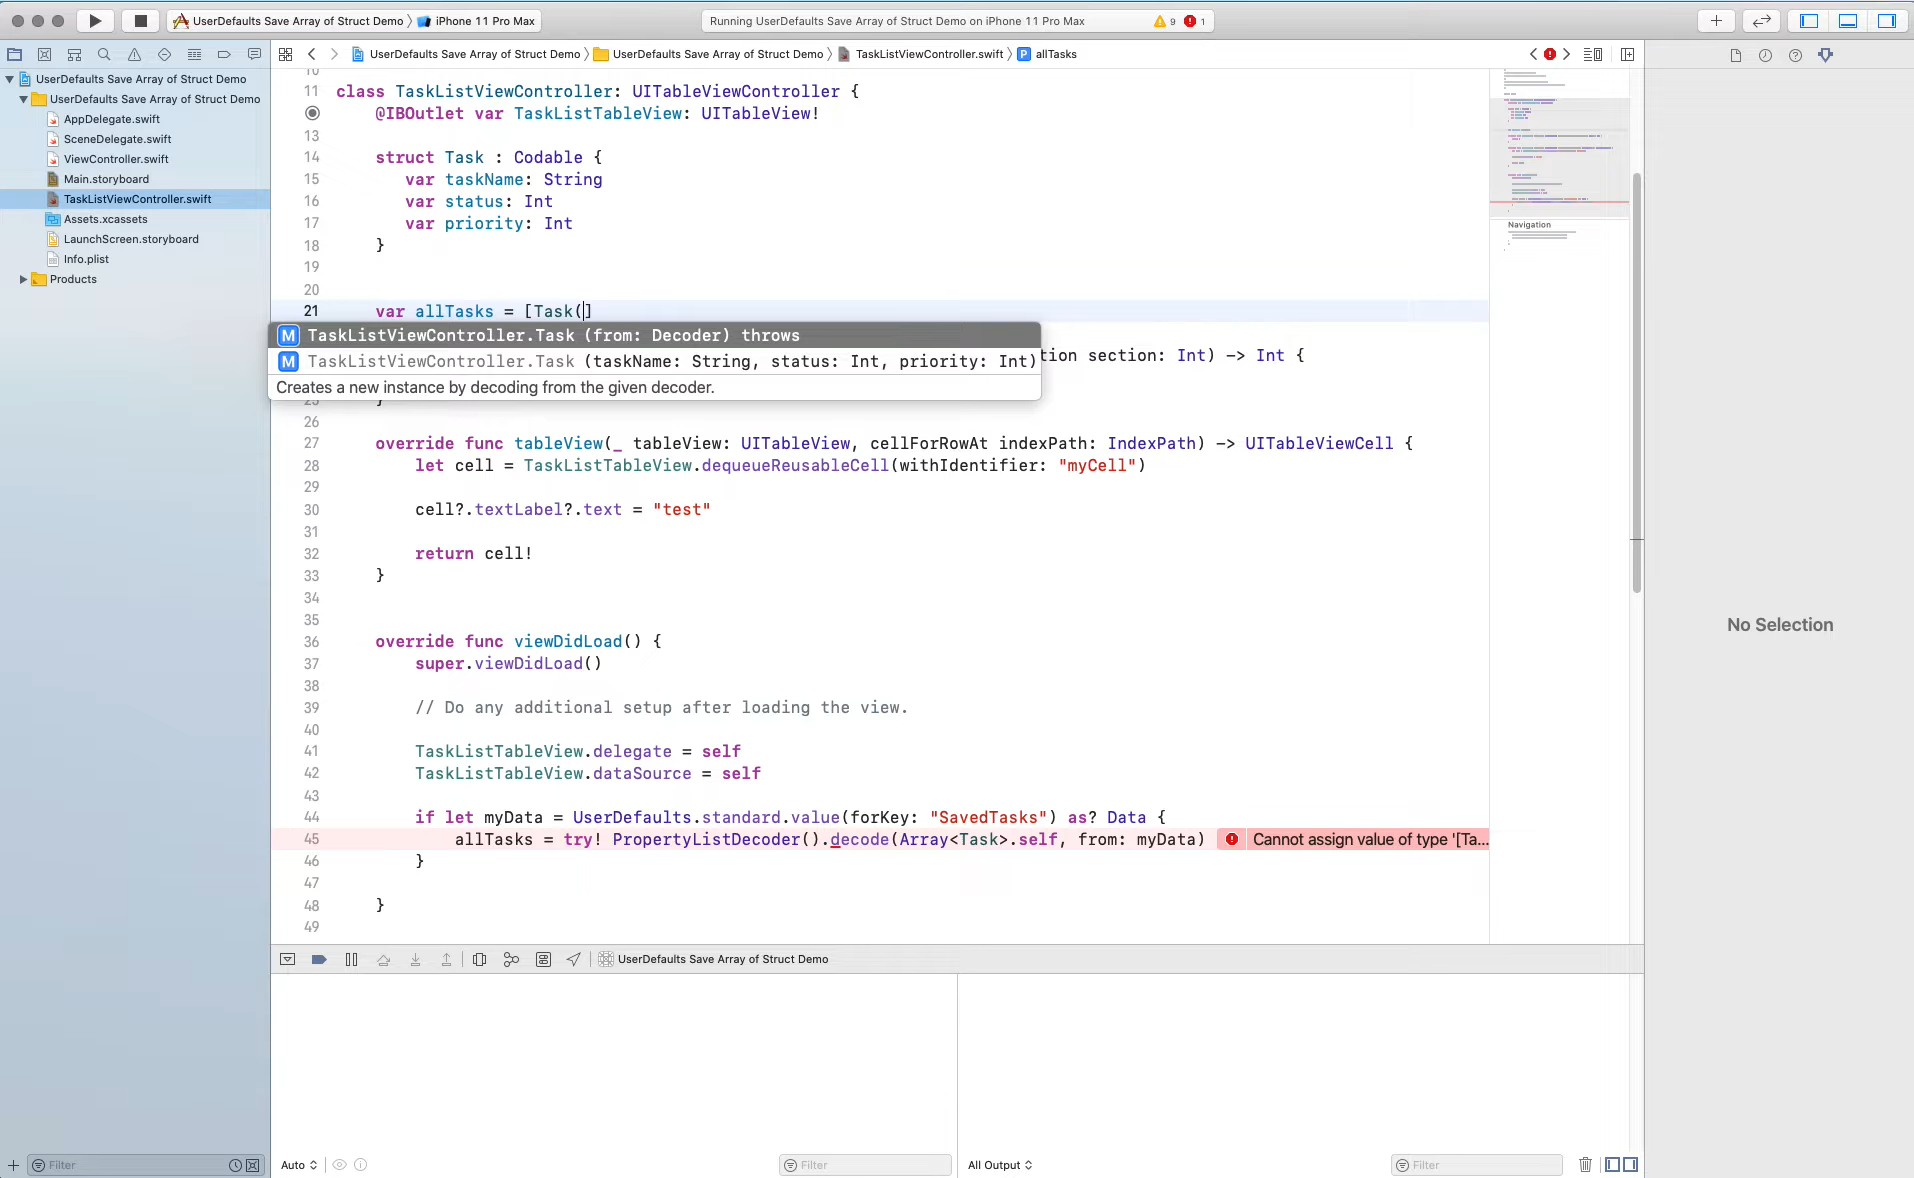 UserDefaults Save Array of Struct Demo iPhone 11 Pro Max
Running UserDefaults Save Array of Struct Demo on iPhone 11 Pro Max 9 1
UserDefaults Save Array of Struct Demo UserDefaults Save Array of Struct Demo TaskListViewController.swift P allTasks
UserDefaults Save Array of Struct Demo
UserDefaults Save Array of Struct Demo
AppDelegate.swift
SceneDelegate.swift
ViewController.swift
Main.storyboard
TaskListViewController.swift
Assets.xcassets
LaunchScreen.storyboard
Info.plist
Products
Filter
10
11 class TaskListViewController: UITableViewController {
@IBOutlet var TaskListTableView: UITableView!
13
14 struct Task : Codable {
15 var taskName: String
16 var status: Int
17 var priority: Int
18 }
19
20
21 var allTasks = [Task(]
M TaskListViewController.Task (from: Decoder) throws
M TaskListViewController.Task (taskName: String, status: Int, priority: Int)
tion section: Int) -> Int {
Creates a new instance by decoding from the given decoder.
25 }
26
27 override func tableView(_ tableView: UITableView, cellForRowAt indexPath: IndexPath) -> UITableViewCell {
28 let cell = TaskListTableView.dequeueReusableCell(withIdentifier: "myCell")
29
30 cell?.textLabel?.text = "test"
31
32 return cell!
33 }
34
35
36 override func viewDidLoad() {
37 super.viewDidLoad()
38
39 // Do any additional setup after loading the view.
40
41 TaskListTableView.delegate = self
42 TaskListTableView.dataSource = self
43
44 if let myData = UserDefaults.standard.value(forKey: "SavedTasks") as? Data {
45 allTasks = try! PropertyListDecoder().decode(Array<Task>.self, from: myData) Cannot assign value of type '[Ta...
46 }
47
48 }
49
Navigation
No Selection
UserDefaults Save Array of Struct Demo
Auto
Filter
All Output
Filter